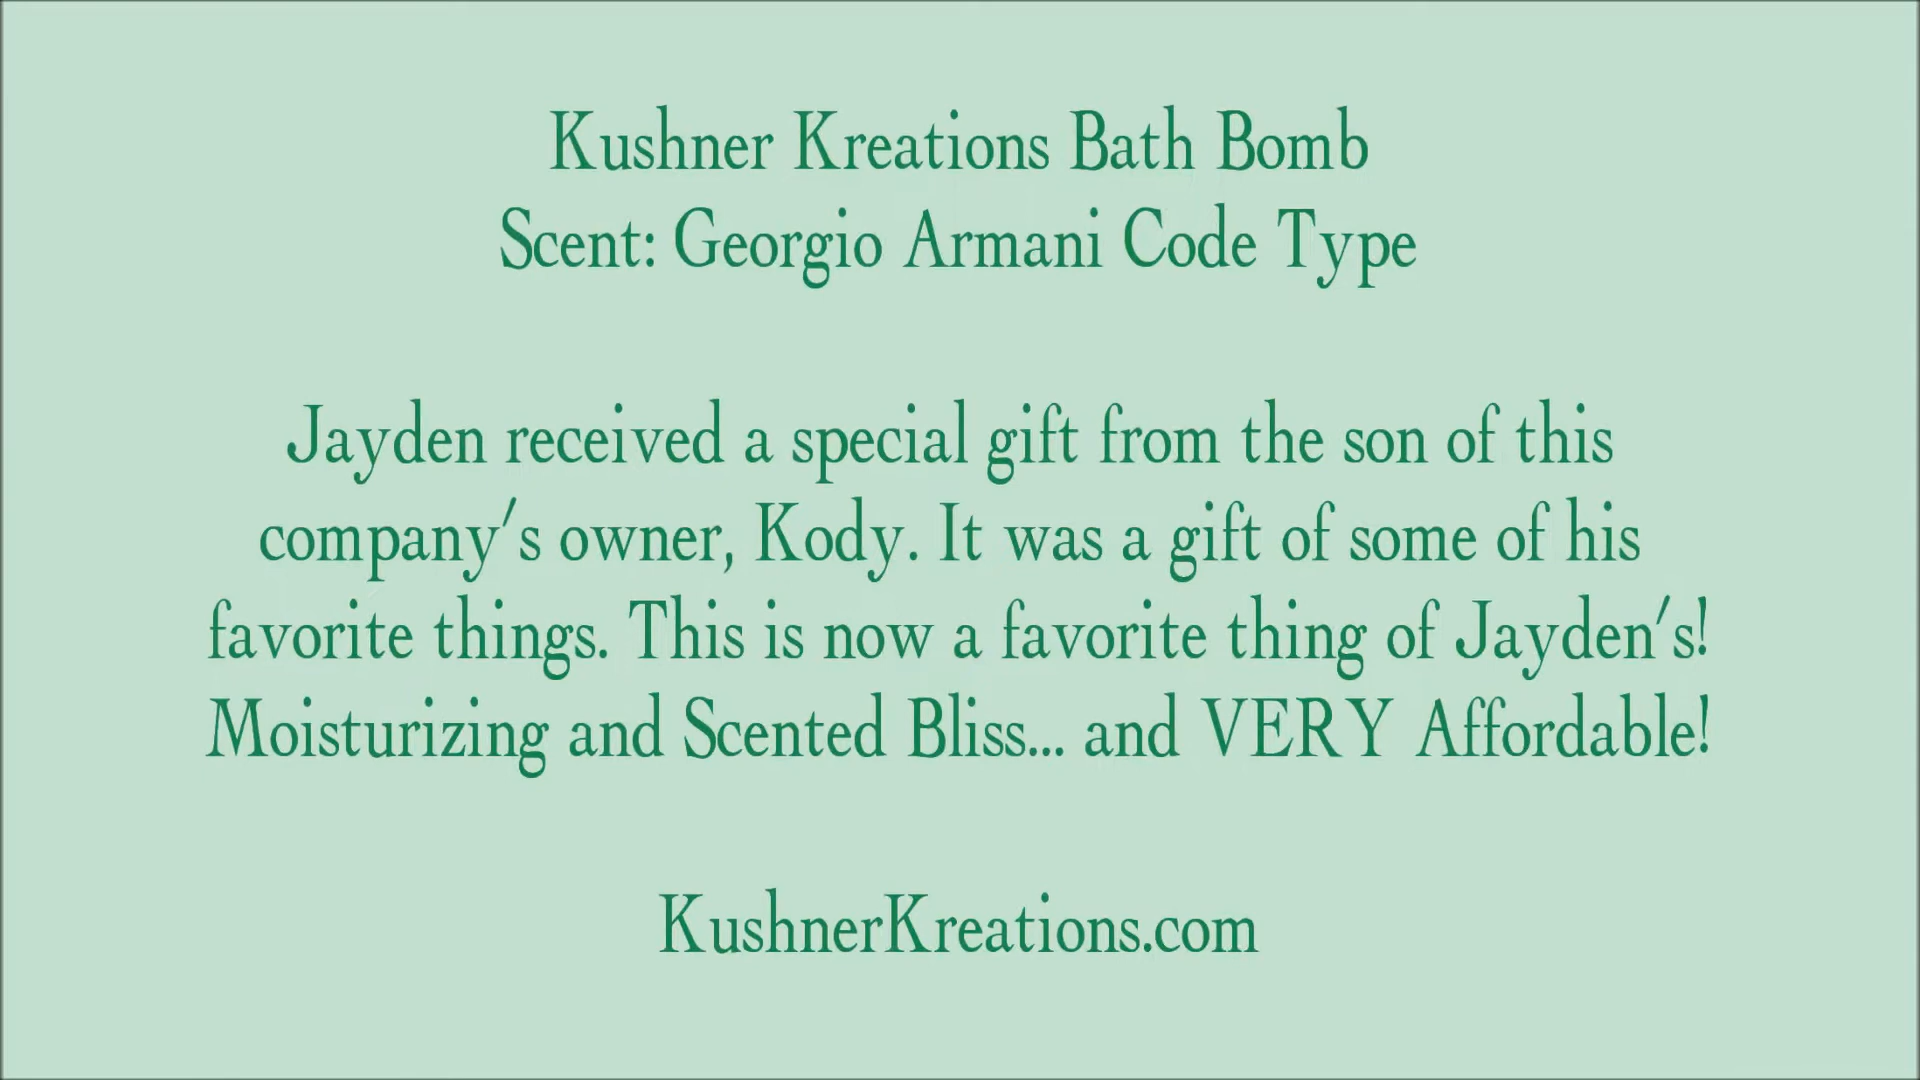 Kushner Kreations Bath Bomb
Scent: Georgio Armani Code Type
Jayden received a special gift from the son of this
company's owner, Kody. It was a gift of some of his
favorite things. This is now a favorite thing of Jayden's!
Moisturizing and Scented Bliss... and VERY Affordable!
KushnerKreations.com